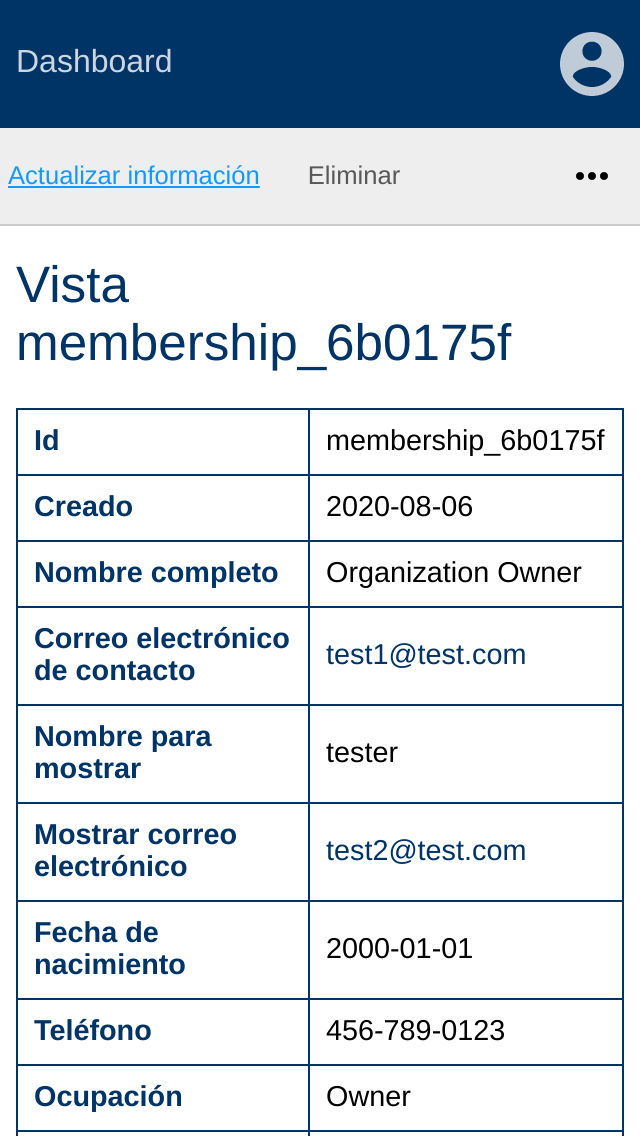 Dashboard
Actualizar información
Eliminar
Vista
membership_6b0175f
Id
membership_6b0175f
Creado
2020-08-06
Nombre completo
Organization Owner
Correo electrónico
de contacto
test1@test.com
Nombre para
mostrar
tester
Mostrar correo
electrónico
test2@test.com
Fecha de
nacimiento
2000-01-01
Teléfono
456-789-0123
Ocupación
Owner